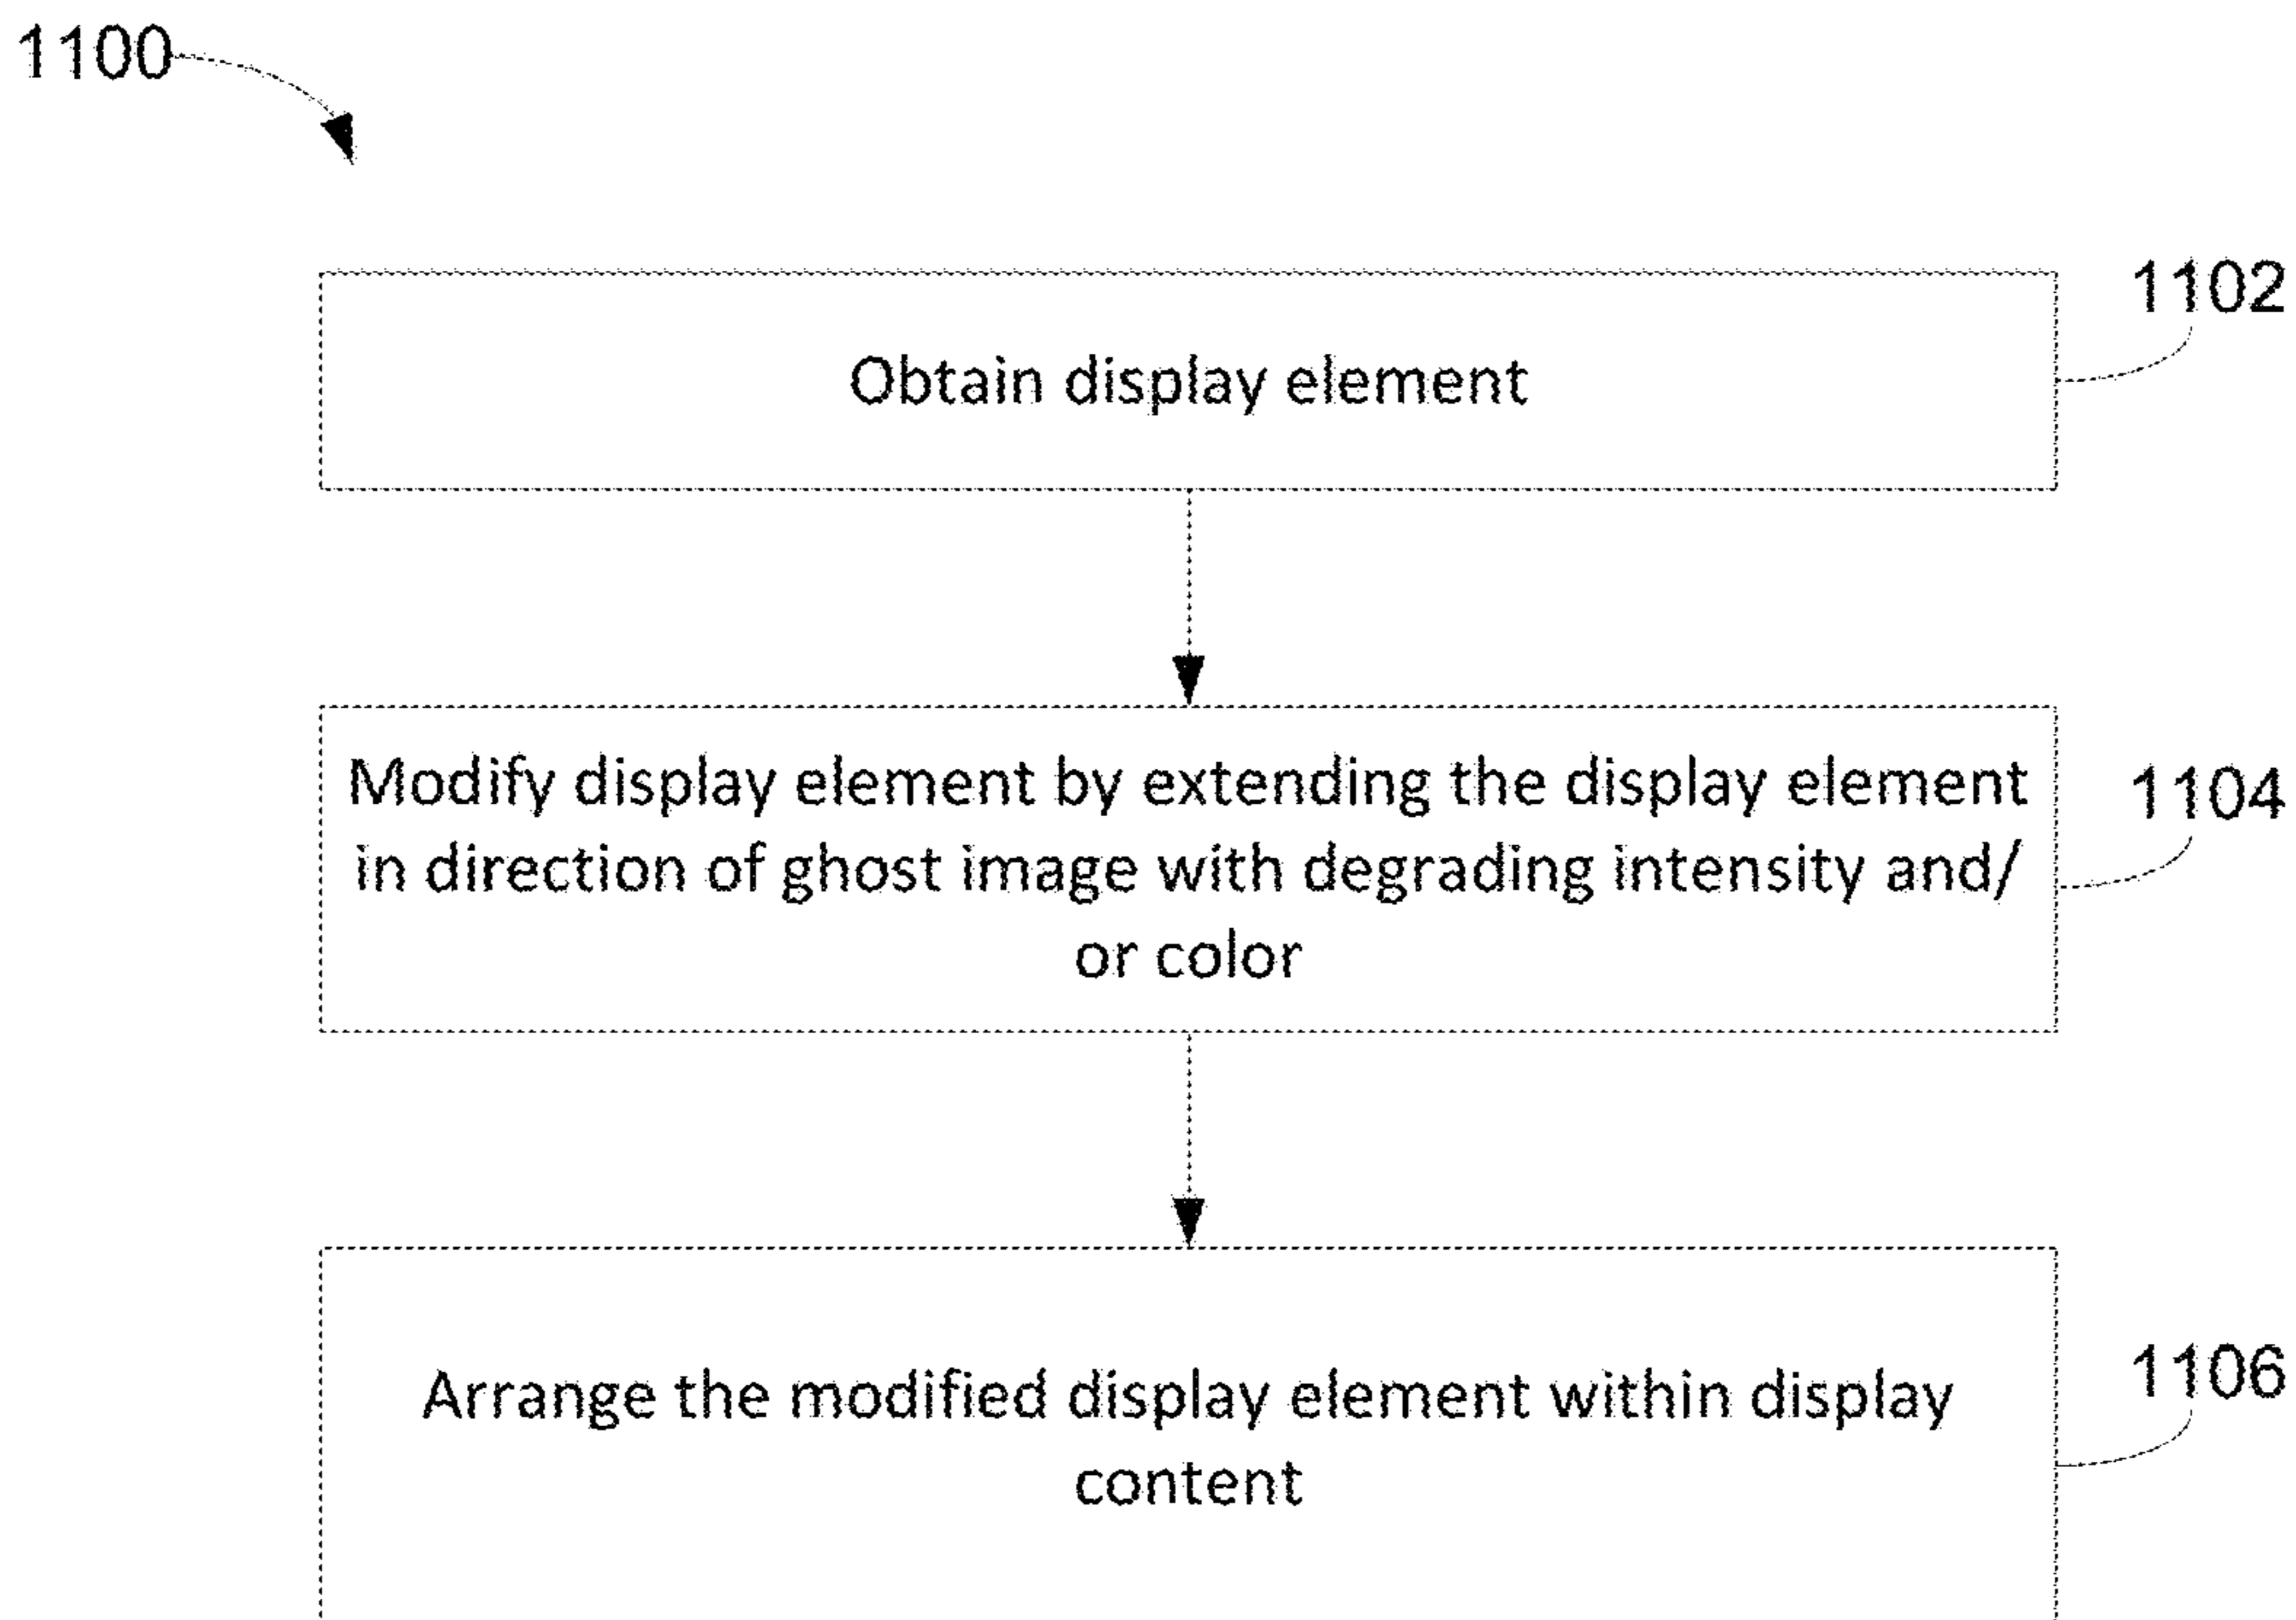 1100
1102
Obtain display element
Modify display element by extending the display element
1104
in direction of ghost image with degrading intensity and/
or color
1106
Arrange the modified display element within display
content